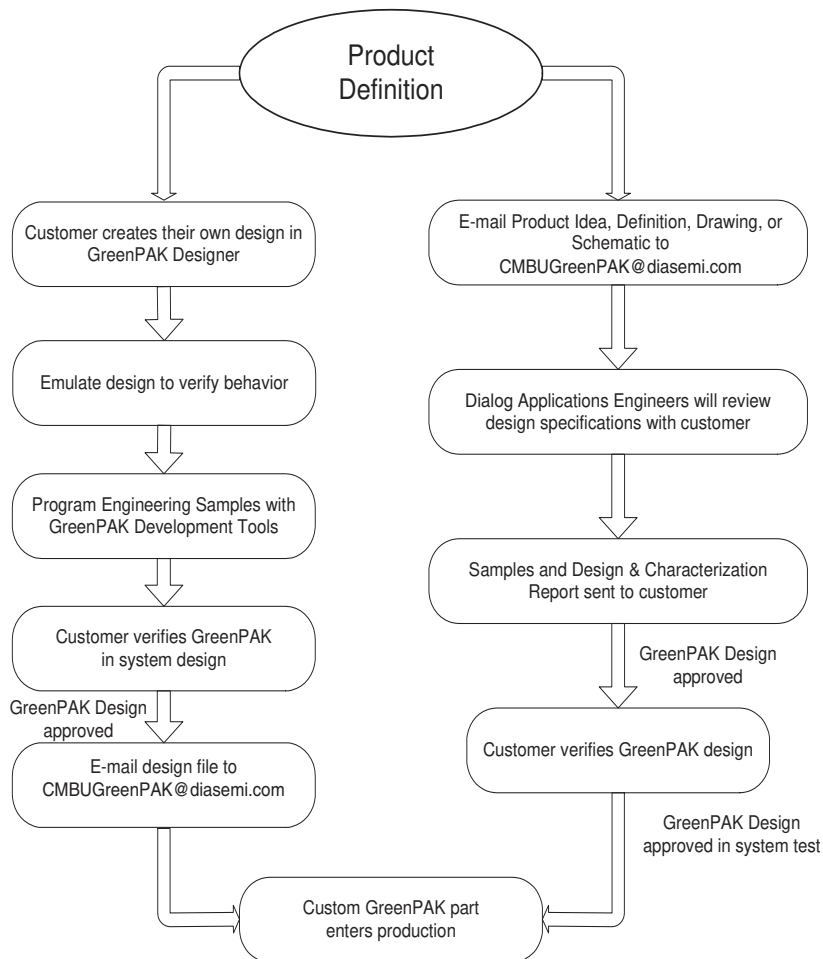 Product
Definition
Customer creates their own design in
GreenPAK Designer
Emulate design to verify behavior
Program Engineering Samples with
GreenPAK Development Tools
Customer verifies GreenPAK
in system design
GreenPAK Design
approved
E-mail design file to
CMBUGreenPAK@diasemi.com
E-mail Product Idea, Definition, Drawing, or
Schematic to
CMBUGreenPAK@diasemi.com
Dialog Applications Engineers will review
design specifications with customer
Samples and Design & Characterization
Report sent to customer
GreenPAK Design
approved
Customer verifies GreenPAK design
GreenPAK Design
approved in system test
Custom GreenPAK part
enters production